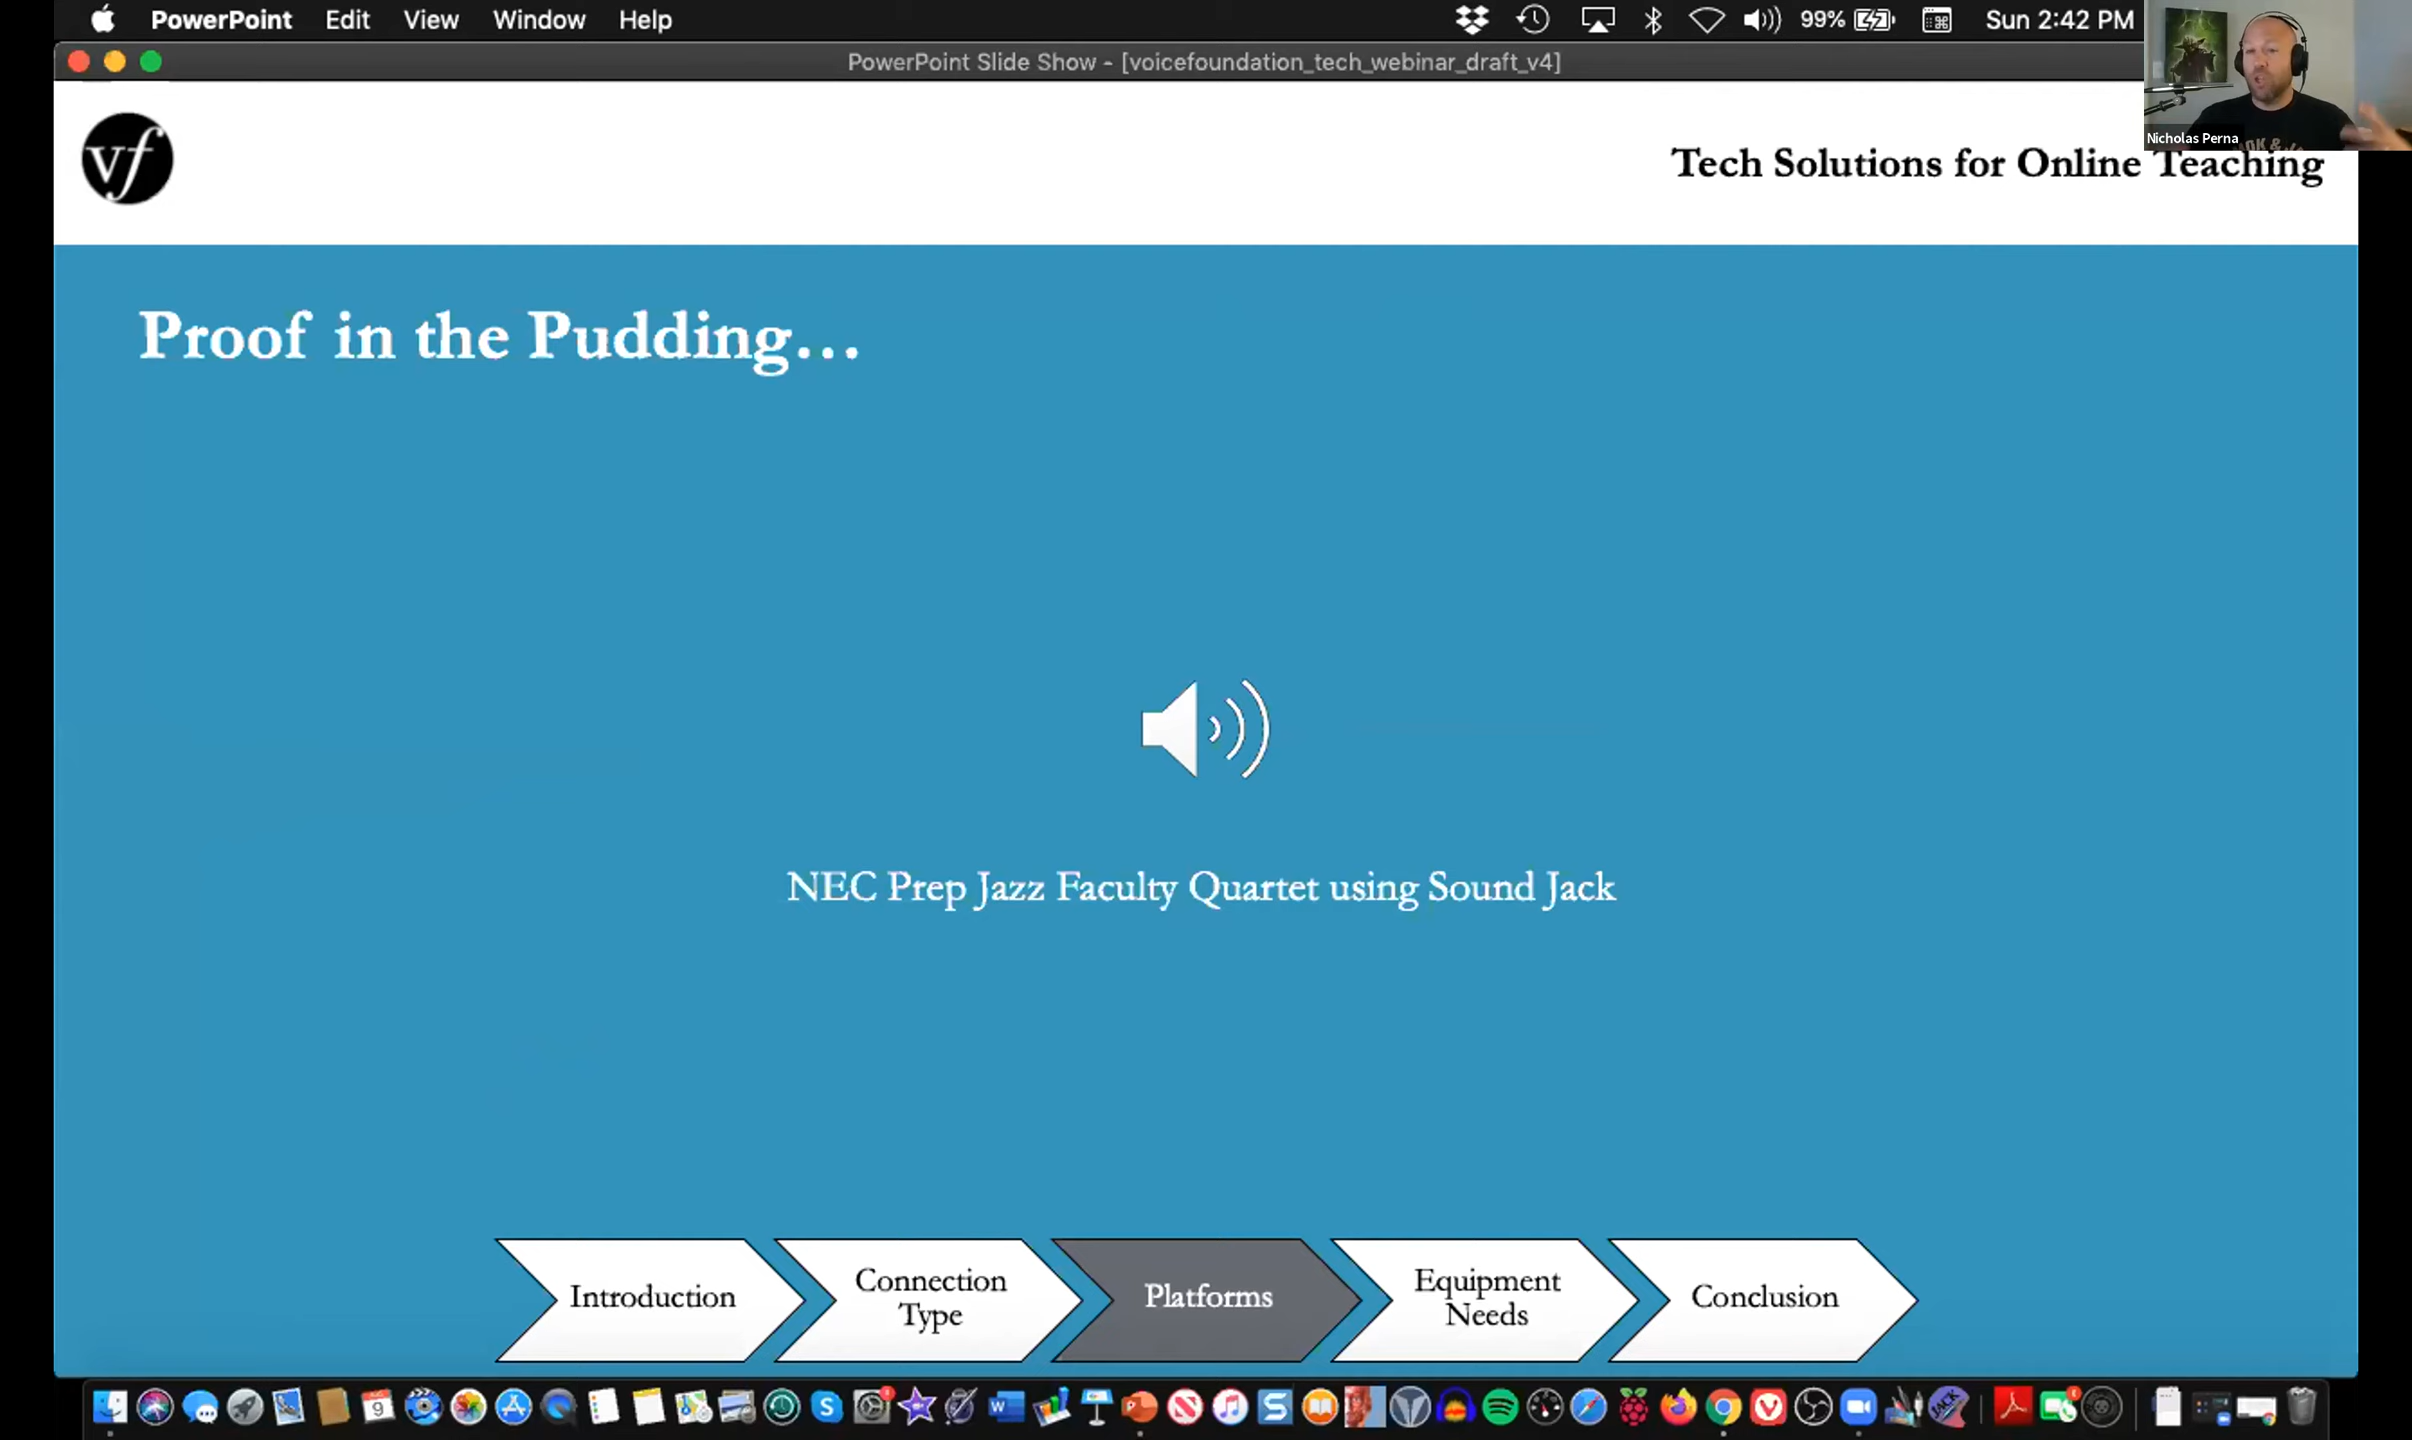 PowerPoint Edit View Window Help 99% Sun 2:42 PM
PowerPoint Slide Show - [voicefoundation_tech_webinar_draft_v4]
Nicholas Perna
vf
Tech Solutions for Online Teaching
Proof in the Pudding...
NEC Prep Jazz Faculty Quartet using Sound Jack
Introduction
Connection
Type
Platforms
Equipment
Needs
Conclusion
9
JACK